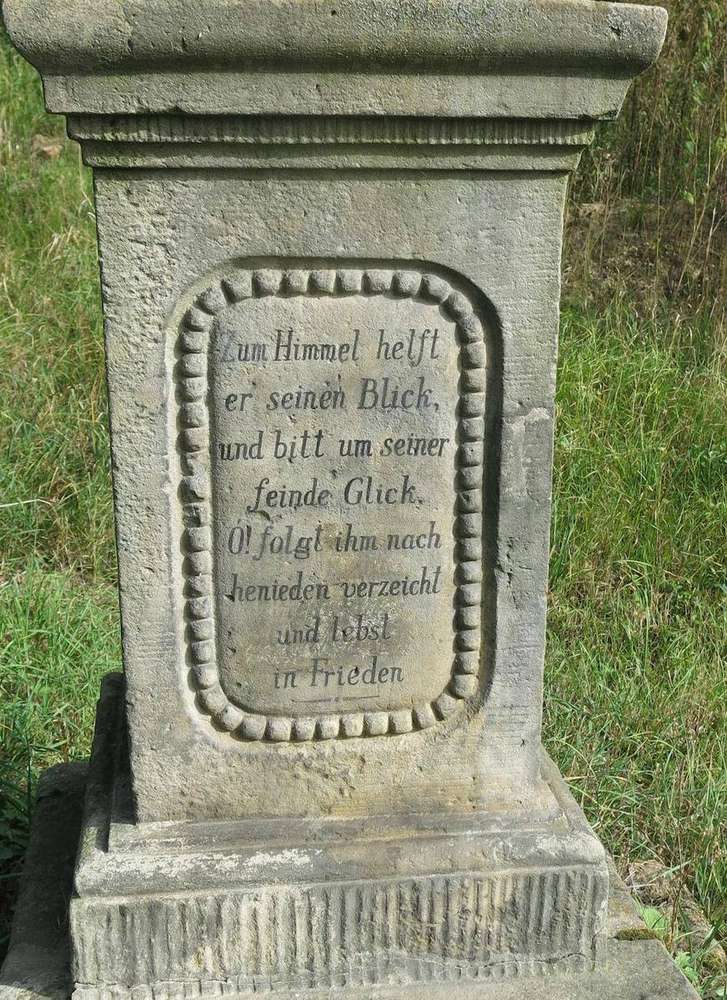 Zum Himmel helft
er seinen Blick,
und bitt um seiner
feinde Glick.
O! folgt ihm nach
henieden verzeicht
und lebst
in Frieden